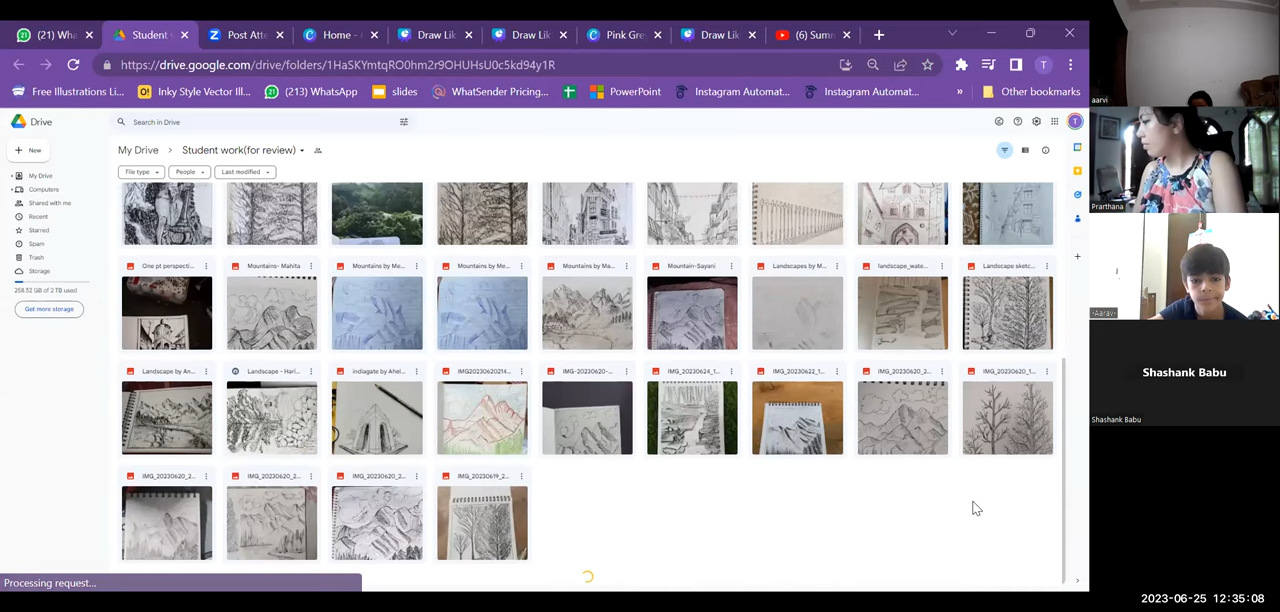 (21) Wha
Student
Post Atte
Home -
Draw Lik
Draw Lik
Pink Gre
Draw Lik
(6) Sumn
https://drive.google.com/drive/folders/1HaSKYmtqRO0hm2r9OHUHsU0c5kd94y1R
Free Illustrations Li...
Inky Style Vector Ill...
(213) WhatsApp
slides
WhatSender Pricing...
PowerPoint
Instagram Automat...
Instagram Automat...
»
Other bookmarks
Drive
Search in Drive
New
My Drive > Student work(for review)
File type
People
Last modified
My Drive
Computers
Shared with me
Recent
Starred
Spam
Trash
Storage
258.52 GB of 2 TB used
Get more storage
One pt perspecti...
Mountains- Mahita
Mountains by Me...
Mountains by Me...
Mountains by Ma...
Mountain-Sayani
Landscapes by M...
landscape_wate...
Landscape sketc...
Landscape by An...
Landscape - Hari...
indiagate by Ahel...
IMG20230620214...
IMG-20230620-...
IMG_20230624_1...
IMG_20230622_1...
IMG_20230620_2...
IMG_20230620_1...
IMG_20230620_2...
IMG_20230620_2...
IMG_20230620_2...
IMG_20230619_2...
Processing request...
aarvi
Prarthana
-Aarav-
Shashank Babu
Shashank Babu
2023-06-25 12:35:08